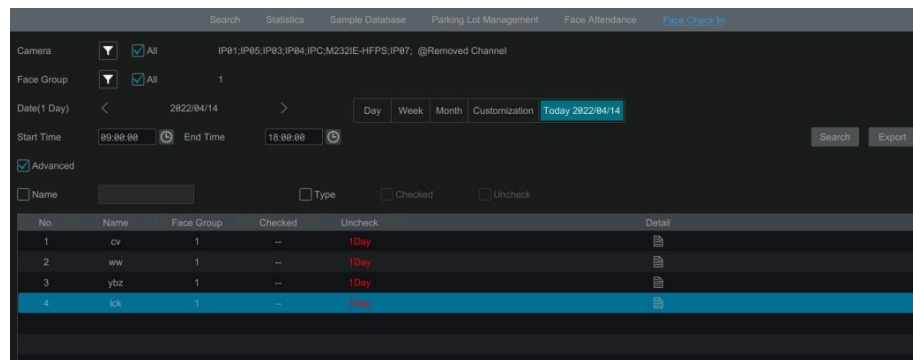 Search Statistics Sample Database Parking Lot Management Face Attendance Face Check In
Camera All IP01;IP05;IP03;IP04;IPC;M232IE-HFPS;IP07; @Removed Channel
Face Group All 1
Date(1 Day) < 2022/04/14 > Day Week Month Customization Today 2022/04/14
Start Time 09:00:00 End Time 18:00:00 Search Export
Advanced
Name Type Checked Uncheck
No. Name Face Group Checked Uncheck Detail
1 cv 1 -- 1Day
2 ww 1 -- 1Day
3 ybz 1 -- 1Day
4 lck 1 -- 1Day